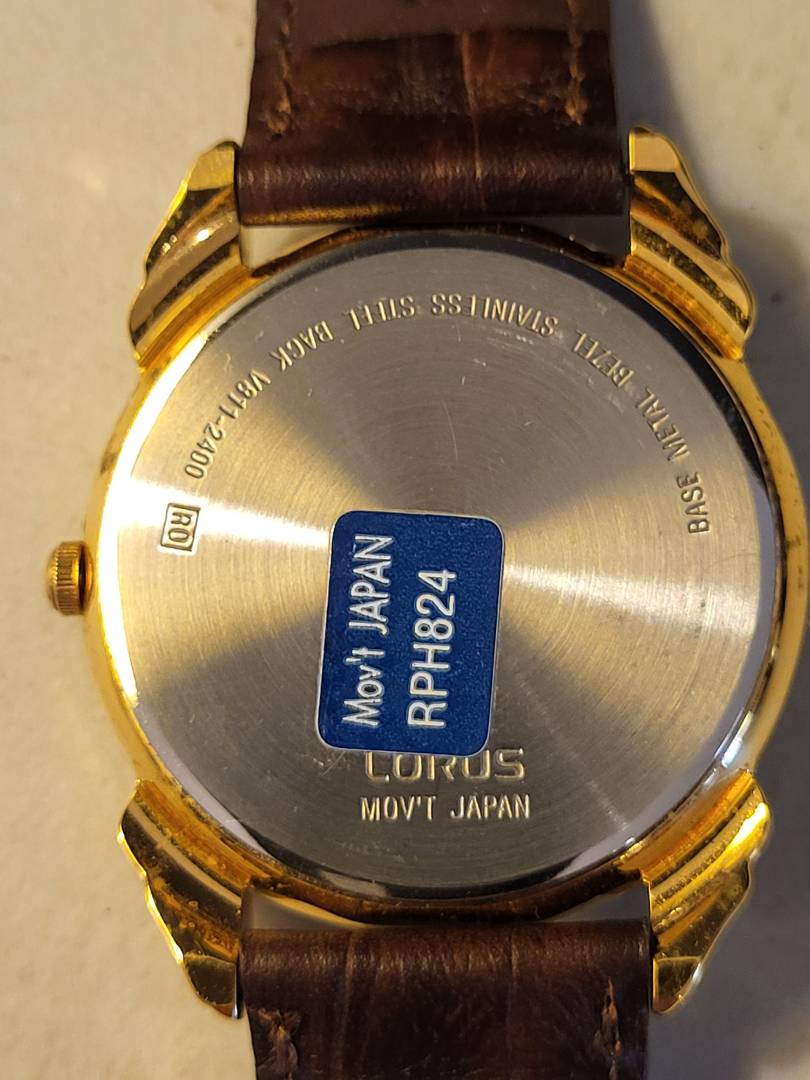 BASE METAL BEZEL STAINLESS STEEL BACK V811-2400 RO
Mov't JAPAN
RPH824
LORUS
MOV'T JAPAN